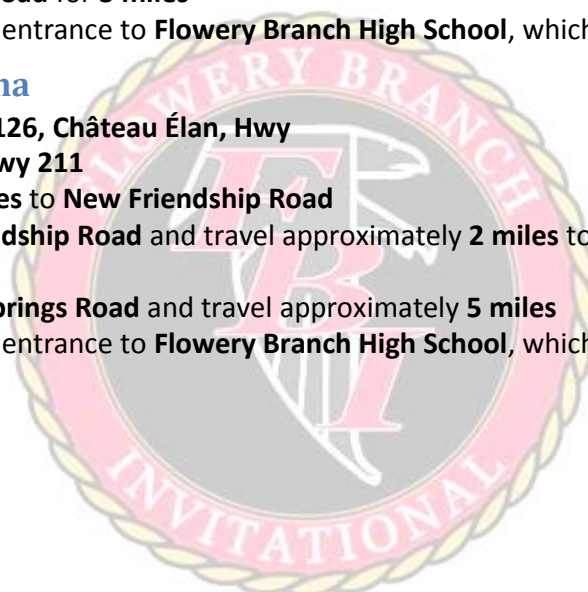 oad for miles
entrance to Flowery Branch High School, which
na
126, Château Élan, Hwy
wy 211
es to New Friendship Road
dship Road and travel approximately 2 miles to
prings Road and travel approximately 5 miles
entrance to Flowery Branch High School, which
FLOWERY BRANCH
FBI
INVITATIONAL